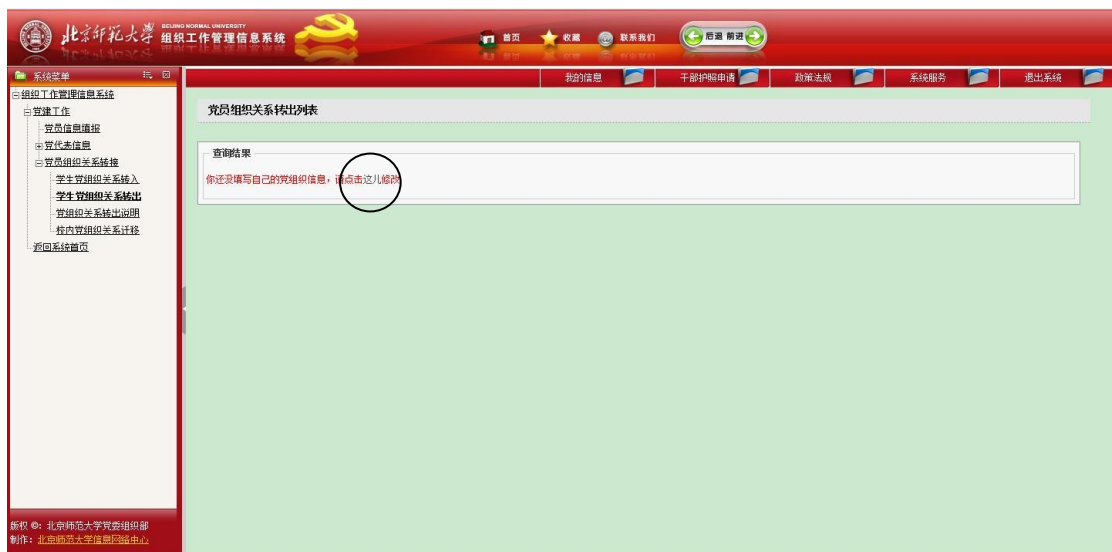 北京师范大学
BEIJING NORMAL UNIVERSITY
组织工作管理信息系统
首页
收藏
联系我们
后退 前进
系统菜单
我的信息
干部护照申请
政策法规
系统服务
退出系统
组织工作管理信息系统
党建工作
党员信息填报
党代表信息
党员组织关系转接
学生党组织关系转入
学生党组织关系转出
党组织关系转出说明
校内党组织关系迁移
返回系统首页
党员组织关系转出列表
查询结果
你还没填写自己的党组织信息，请点击这儿修改
版权 ©：北京师范大学党委组织部
制作：北京师范大学信息网络中心